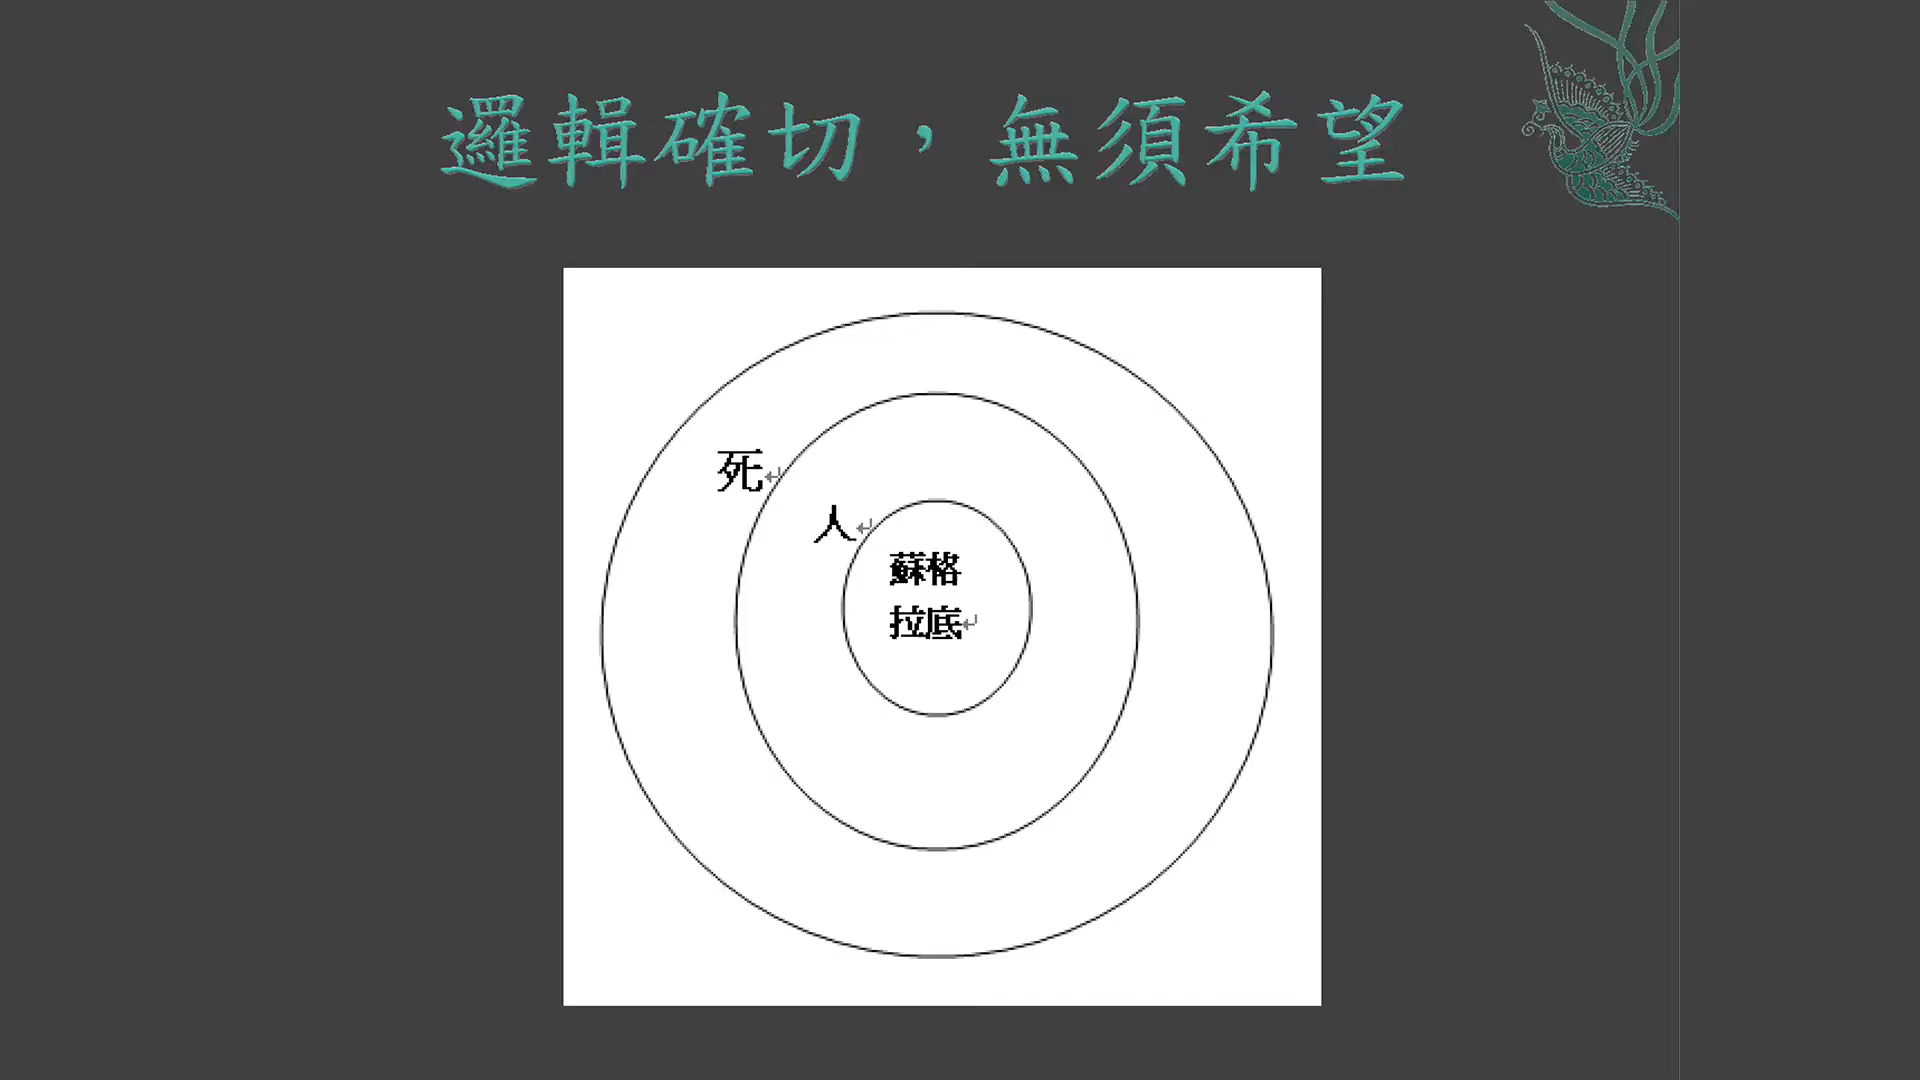 邏輯確切，無須希望
死
人
蘇格
拉底